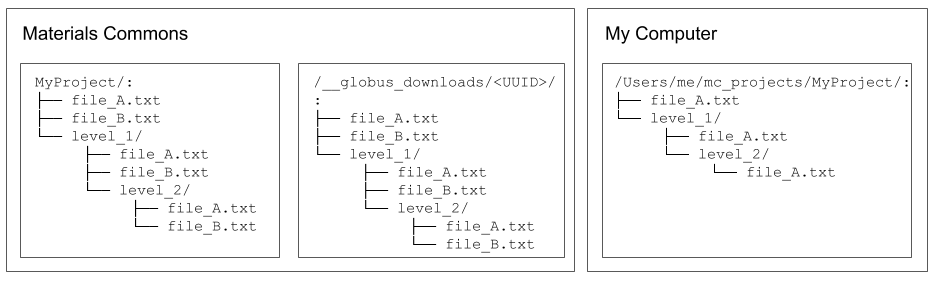 Materials Commons
MyProject/:
├── file_A.txt
├── file_B.txt
└── level_1/
    ├── file_A.txt
    ├── file_B.txt
    └── level_2/
        ├── file_A.txt
        └── file_B.txt
/__globus_downloads/<UUID>/
:
├── file_A.txt
├── file_B.txt
└── level_1/
    ├── file_A.txt
    ├── file_B.txt
    └── level_2/
        ├── file_A.txt
        └── file_B.txt
My Computer
/Users/me/mc_projects/MyProject/:
├── file_A.txt
└── level_1/
    ├── file_A.txt
    └── level_2/
        └── file_A.txt